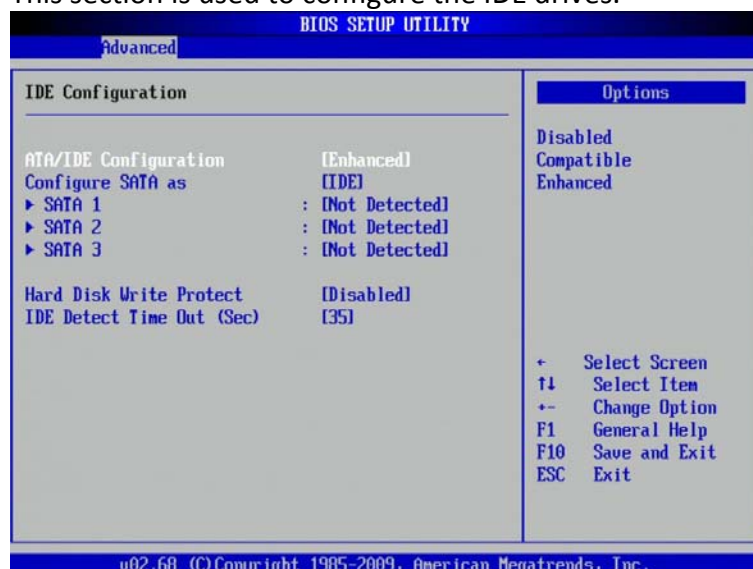 This section is used to configure the IDE drives.
BIOS SETUP UTILITY
Advanced
IDE Configuration
ATA/IDE Configuration [Enhanced]
Configure SATA as [IDE]
▶ SATA 1 : [Not Detected]
▶ SATA 2 : [Not Detected]
▶ SATA 3 : [Not Detected]
Hard Disk Write Protect [Disabled]
IDE Detect Time Out (Sec) [35]
Options
Disabled
Compatible
Enhanced
← Select Screen
↑↓ Select Item
+- Change Option
F1 General Help
F10 Save and Exit
ESC Exit
v02.68 (C)Copyright 1985-2009, American Megatrends, Inc.